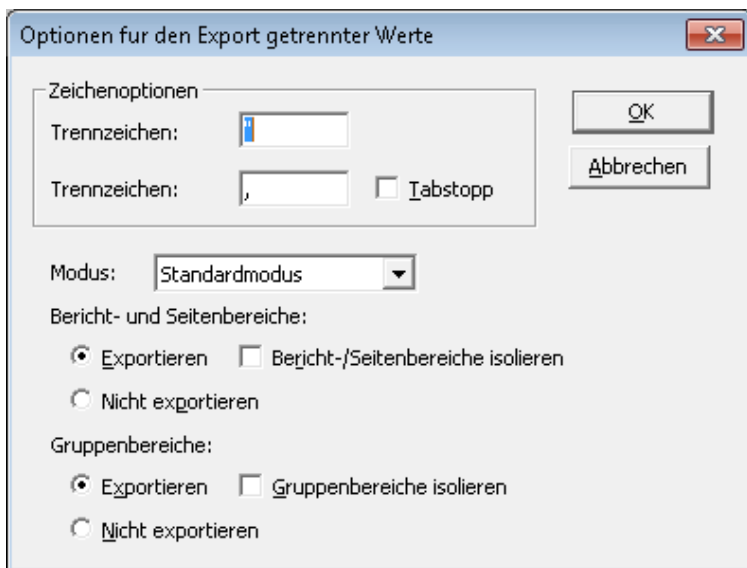 Optionen fur den Export getrennter Werte
Zeichenoptionen
Trennzeichen: "
Trennzeichen: , Tabstopp
OK
Abbrechen
Modus: Standardmodus
Bericht- und Seitenbereiche:
Exportieren Bericht-/Seitenbereiche isolieren
Nicht exportieren
Gruppenbereiche:
Exportieren Gruppenbereiche isolieren
Nicht exportieren